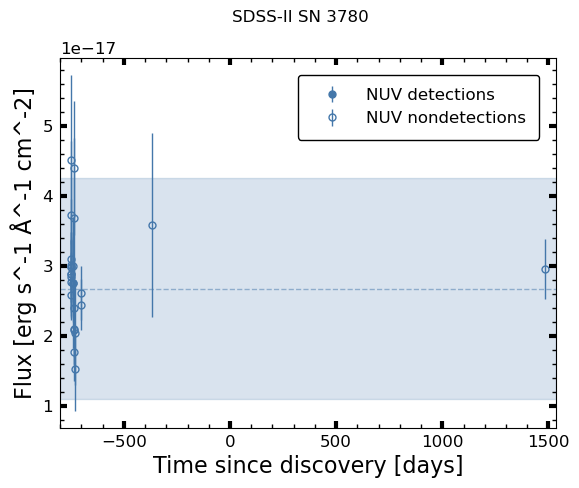 SDSS-II SN 3780
1e−17
NUV detections
NUV nondetections
5
4
3
2
1
Flux [erg s^-1 Å^-1 cm^-2]
−500
0
500
1000
1500
Time since discovery [days]